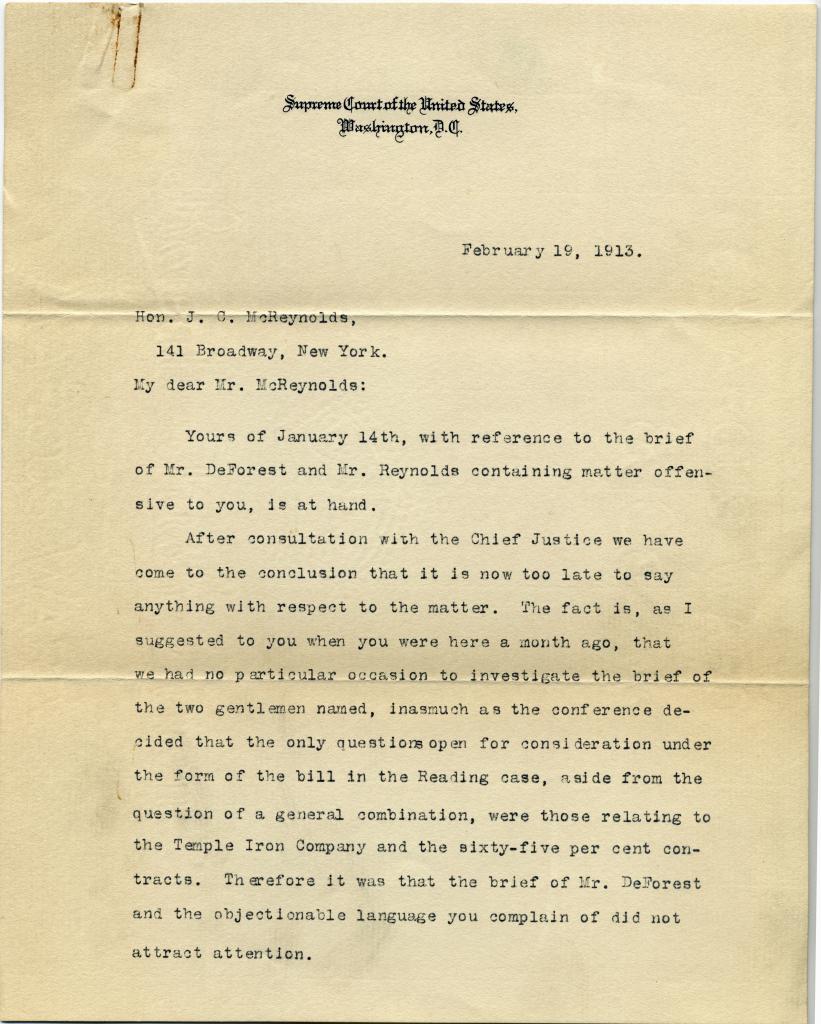 Supreme Court of the United States,
Washington, D.C.
February 19, 1913.
Hon. J. C. McReynolds,
141 Broadway, New York.
My dear Mr. McReynolds:
Yours of January 14th, with reference to the brief
of Mr. DeForest and Mr. Reynolds containing matter offen-
sive to you, is at hand.
After consultation with the Chief Justice we have
come to the conclusion that it is now too late to say
anything with respect to the matter. The fact is, as I
suggested to you when you were here a month ago, that
we had no particular occasion to investigate the brief of
the two gentlemen named, inasmuch as the conference de-
cided that the only questions open for consideration under
the form of the bill in the Reading case, aside from the
question of a general combination, were those relating to
the Temple Iron Company and the sixty-five per cent con-
tracts. Therefore it was that the brief of Mr. DeForest
and the objectionable language you complain of did not
attract attention.